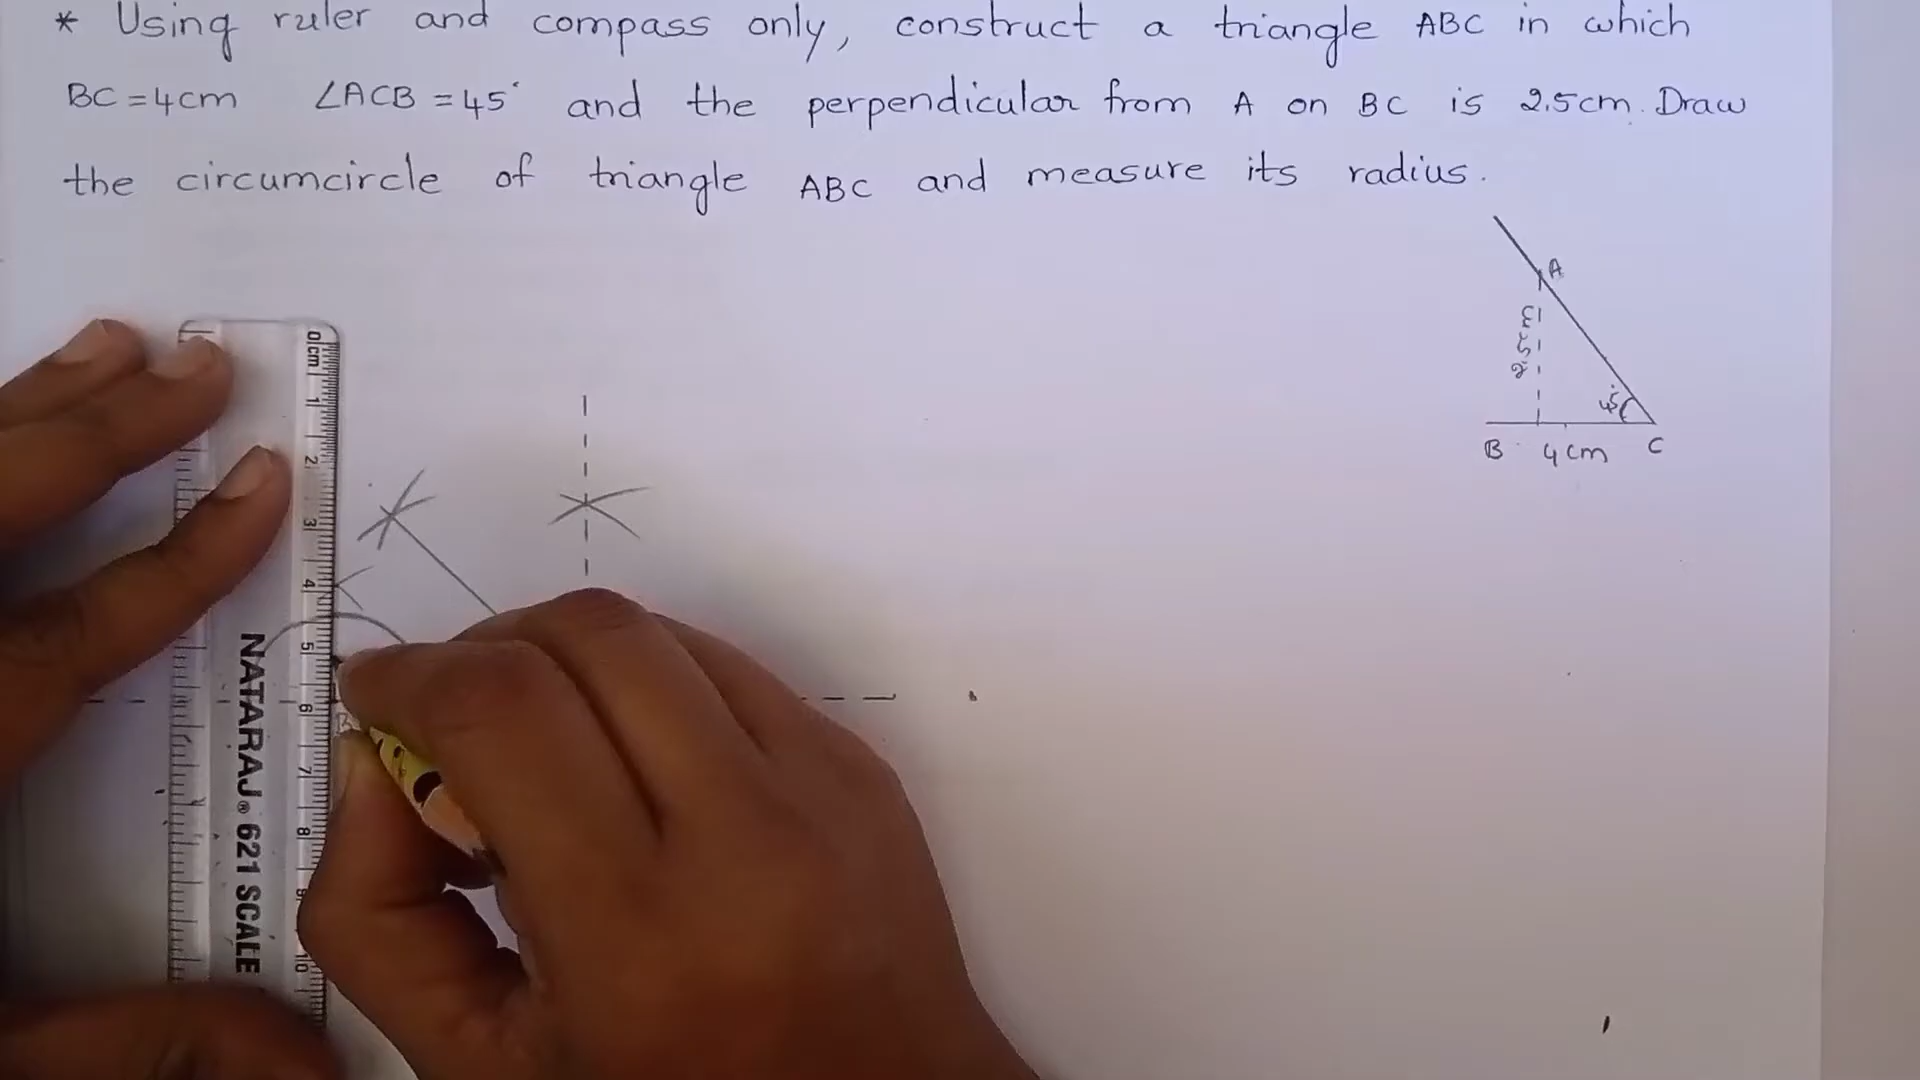 * Using ruler and compass only, construct a triangle ABC in which
BC = 4cm ∠ACB = 45° and the perpendicular from A on BC is 2.5cm. Draw
the circumcircle of triangle ABC and measure its radius.
A
2.5cm
45°
B 4cm C
0cm 1 2 3 4 5 6 7 8 9 10
NATARAJ® 621 SCALE
B